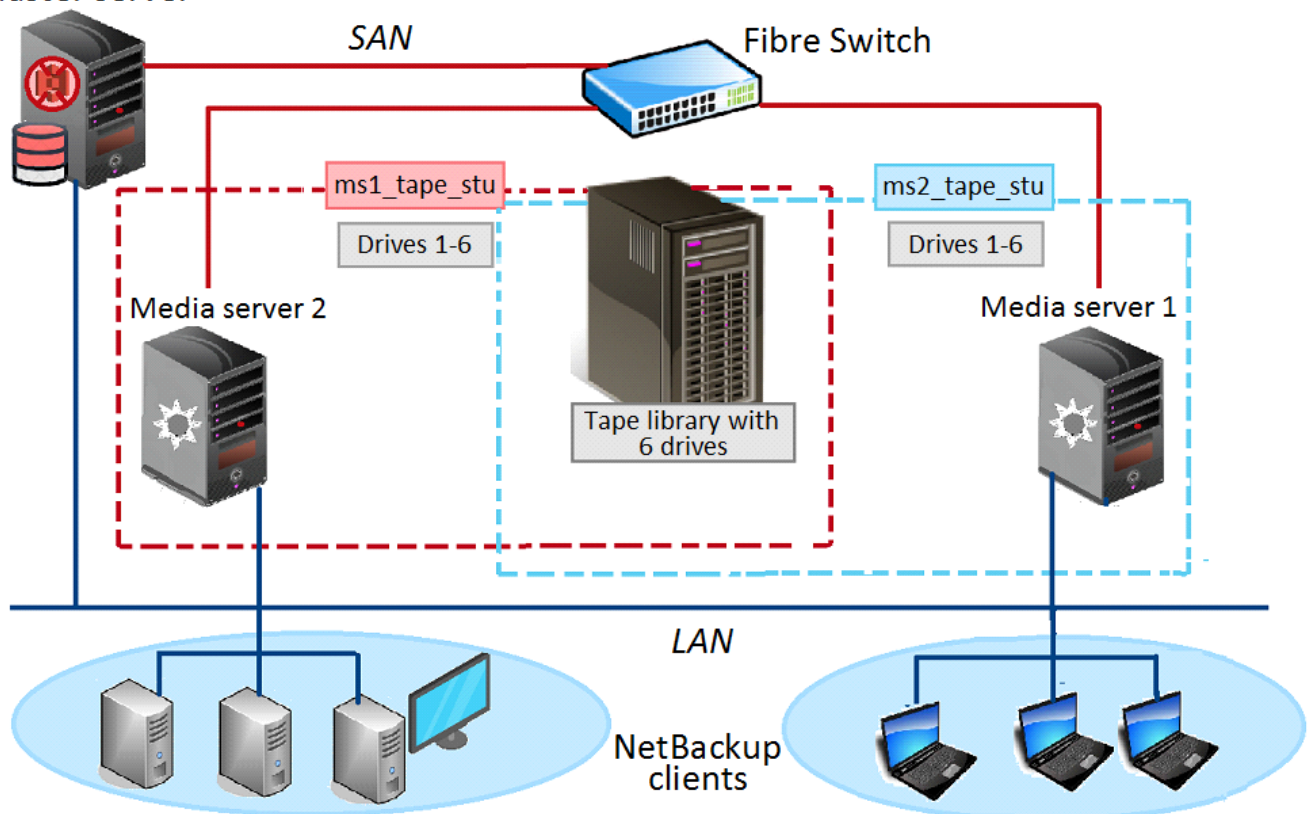 SAN
Fibre Switch
ms1_tape_stu
ms2_tape_stu
Drives 1-6
Drives 1-6
Media server 2
Media server 1
Tape library with
6 drives
LAN
NetBackup
clients